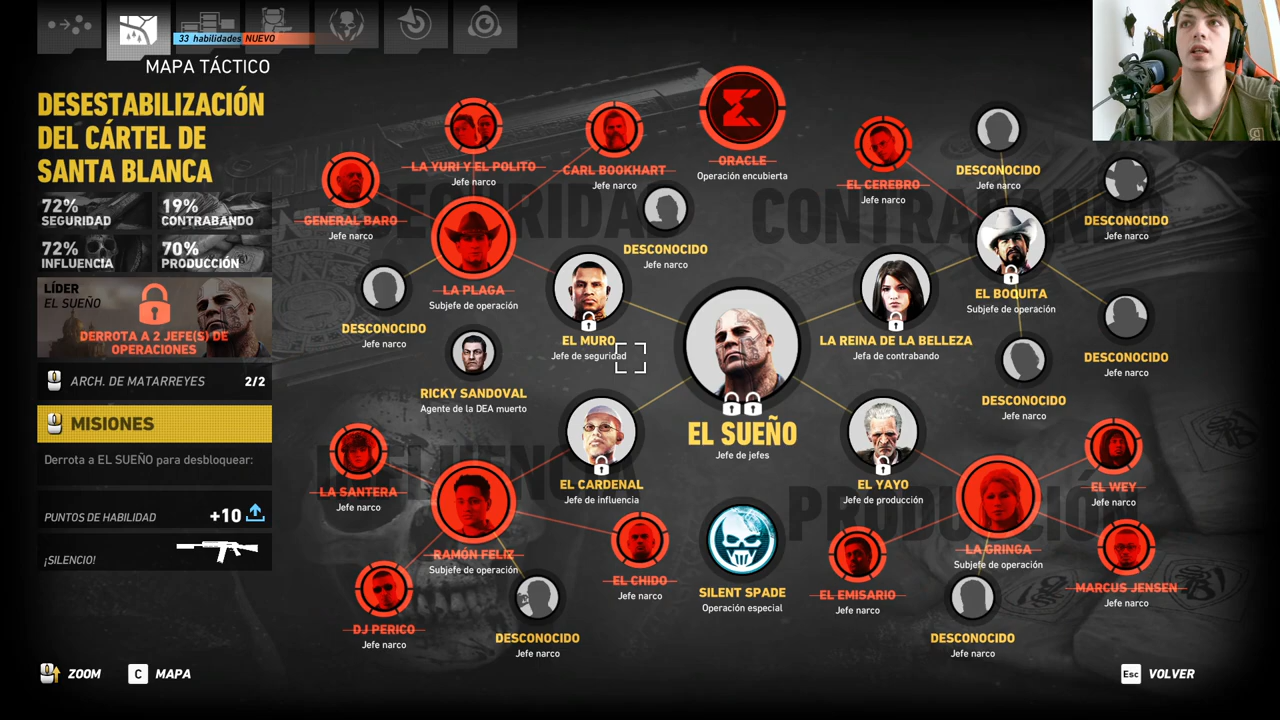 33 habilidades NUEVO
MAPA TÁCTICO
DESESTABILIZACIÓN
DEL CÁRTEL DE
SANTA BLANCA
72%
SEGURIDAD
19%
CONTRABANDO
72%
INFLUENCIA
70%
PRODUCCIÓN
LÍDER
EL SUEÑO
DERROTA A 2 JEFE(S) DE
OPERACIONES
ARCH. DE MATARREYES 2/2
MISIONES
Derrota a EL SUEÑO para desbloquear:
PUNTOS DE HABILIDAD +10
¡SILENCIO!
ZOOM
C MAPA
SEGURIDAD
CONTRABANDO
INFLUENCIA
PRODUCCIÓN
LA YURI Y EL POLITO
Jefe narco
CARL BOOKHART
Jefe narco
ORACLE
Operación encubierta
EL CEREBRO
Jefe narco
DESCONOCIDO
Jefe narco
GENERAL BARO
Jefe narco
DESCONOCIDO
Jefe narco
DESCONOCIDO
Jefe narco
LA PLAGA
Subjefe de operación
EL BOQUITA
Subjefe de operación
DESCONOCIDO
Jefe narco
EL MURO
Jefe de seguridad
LA REINA DE LA BELLEZA
Jefa de contrabando
DESCONOCIDO
Jefe narco
RICKY SANDOVAL
Agente de la DEA muerto
DESCONOCIDO
Jefe narco
EL SUEÑO
Jefe de jefes
LA SANTERA
Jefe narco
EL CARDENAL
Jefe de influencia
EL YAYO
Jefe de producción
EL WEY
Jefe narco
RAMÓN FELIZ
Subjefe de operación
LA GRINGA
Subjefe de operación
EL CHIDO
Jefe narco
SILENT SPADE
Operación especial
EL EMISARIO
Jefe narco
MARCUS JENSEN
Jefe narco
DJ PERICO
Jefe narco
DESCONOCIDO
Jefe narco
DESCONOCIDO
Jefe narco
Esc VOLVER